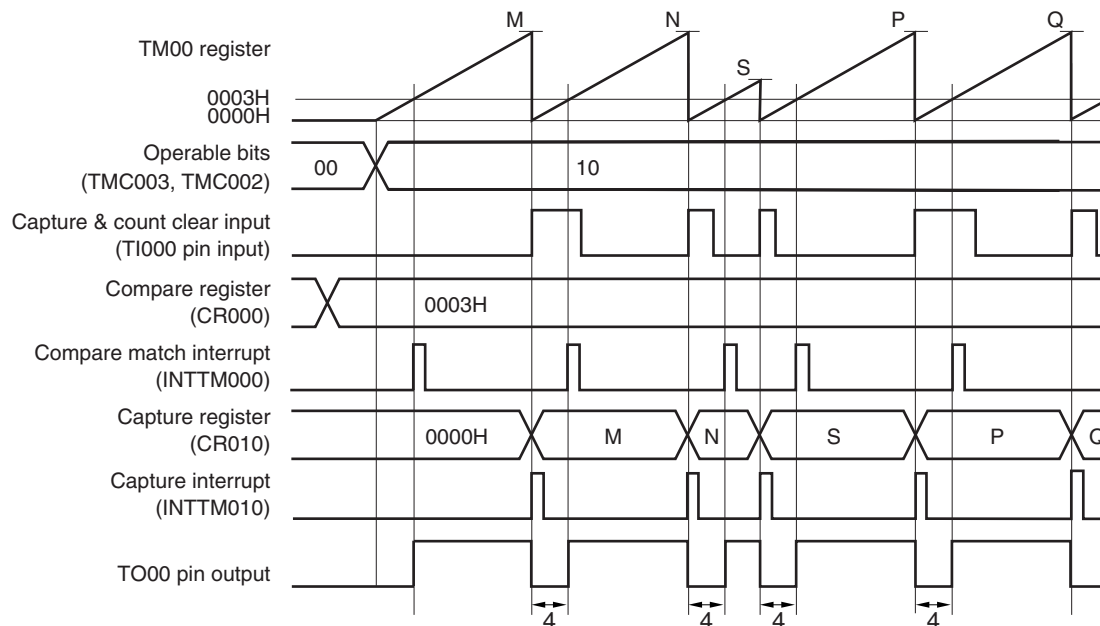 M N P Q
TM00 register
S
0003H
0000H
Operable bits
(TMC003, TMC002)
00 10
Capture & count clear input
(TI000 pin input)
Compare register
(CR000)
0003H
Compare match interrupt
(INTTM000)
Capture register
(CR010)
0000H M N S P Q
Capture interrupt
(INTTM010)
TO00 pin output
4 4 4 4